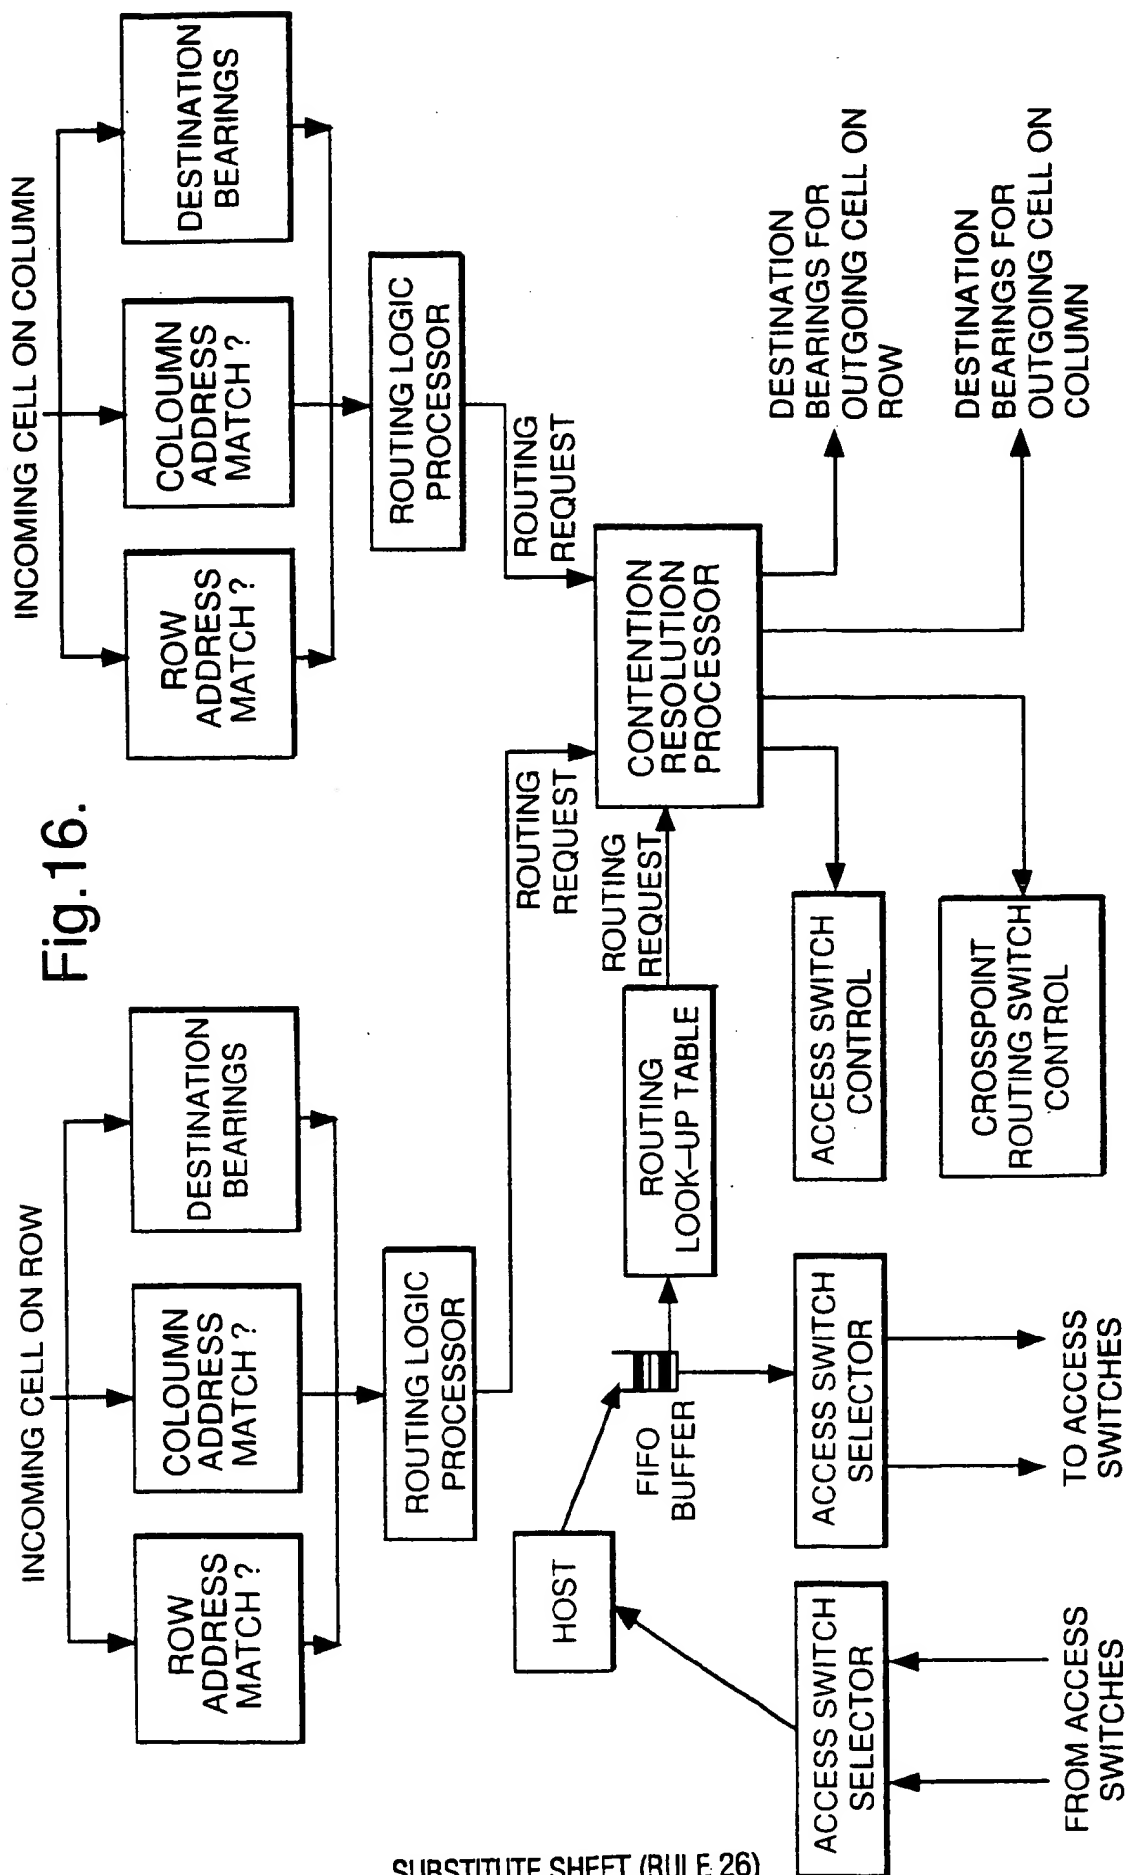 Fig.16.
INCOMING CELL ON ROW
ROW
ADDRESS
MATCH ?
COLOUMN
ADDRESS
MATCH ?
DESTINATION
BEARINGS
ROUTING LOGIC
PROCESSOR
INCOMING CELL ON COLUMN
ROW
ADDRESS
MATCH ?
COLOUMN
ADDRESS
MATCH ?
DESTINATION
BEARINGS
ROUTING LOGIC
PROCESSOR
ROUTING
REQUEST
ROUTING
REQUEST
ROUTING
REQUEST
HOST
FIFO
BUFFER
ROUTING
LOOK-UP TABLE
CONTENTION
RESOLUTION
PROCESSOR
ACCESS SWITCH
SELECTOR
ACCESS SWITCH
SELECTOR
ACCESS SWITCH
CONTROL
CROSSPOINT
ROUTING SWITCH
CONTROL
DESTINATION
BEARINGS FOR
OUTGOING CELL ON
ROW
DESTINATION
BEARINGS FOR
OUTGOING CELL ON
COLUMN
FROM ACCESS
SWITCHES
TO ACCESS
SWITCHES
SUBSTITUTE SHEET (RULE 26)